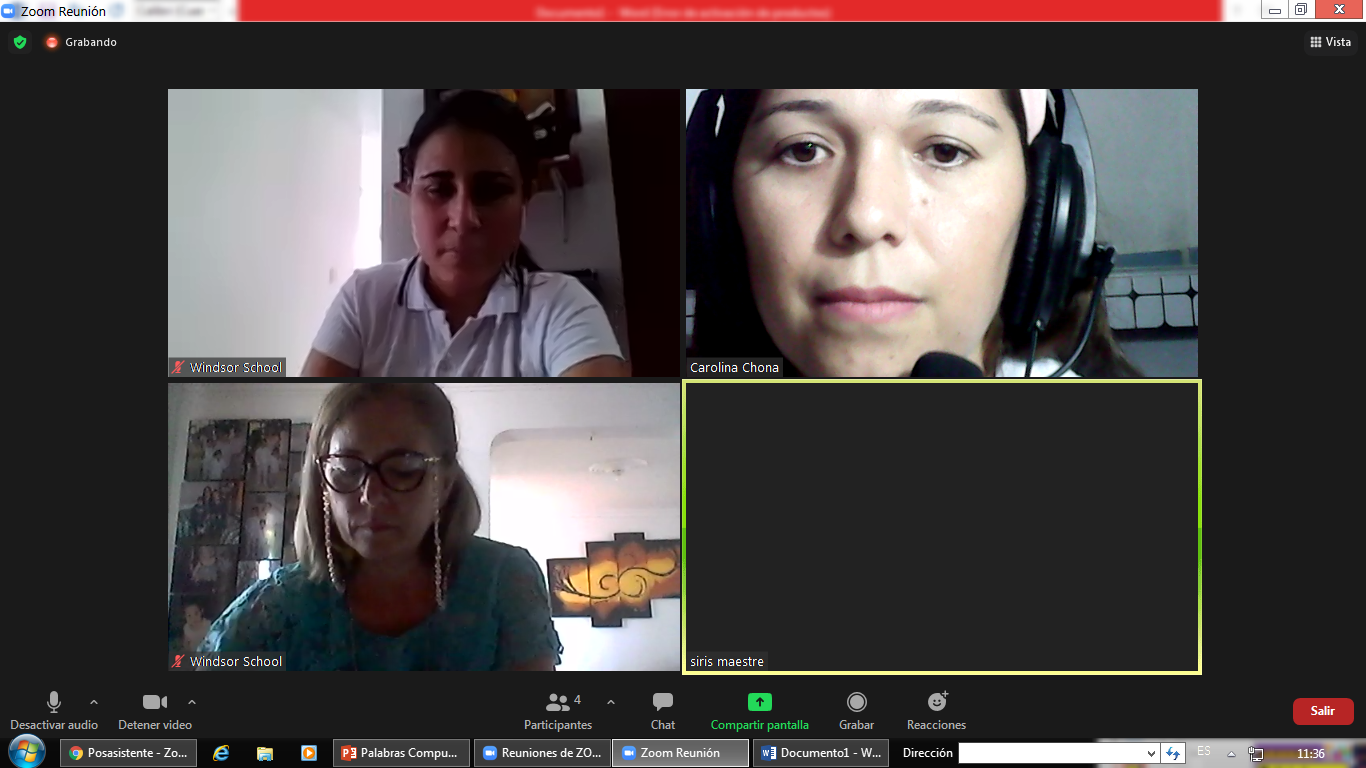 Zoom Reunión
Documento1 - Word (Error de activación de productos)
Grabando
Vista
Windsor School
Carolina Chona
Windsor School
siris maestre
4
Desactivar audio
Detener video
Participantes
Chat
Compartir pantalla
Grabar
Reacciones
Salir
Posasistente - Zo...
Palabras Compu...
Reuniones de ZO...
Zoom Reunión
Documento1 - W...
Dirección
ES
11:36